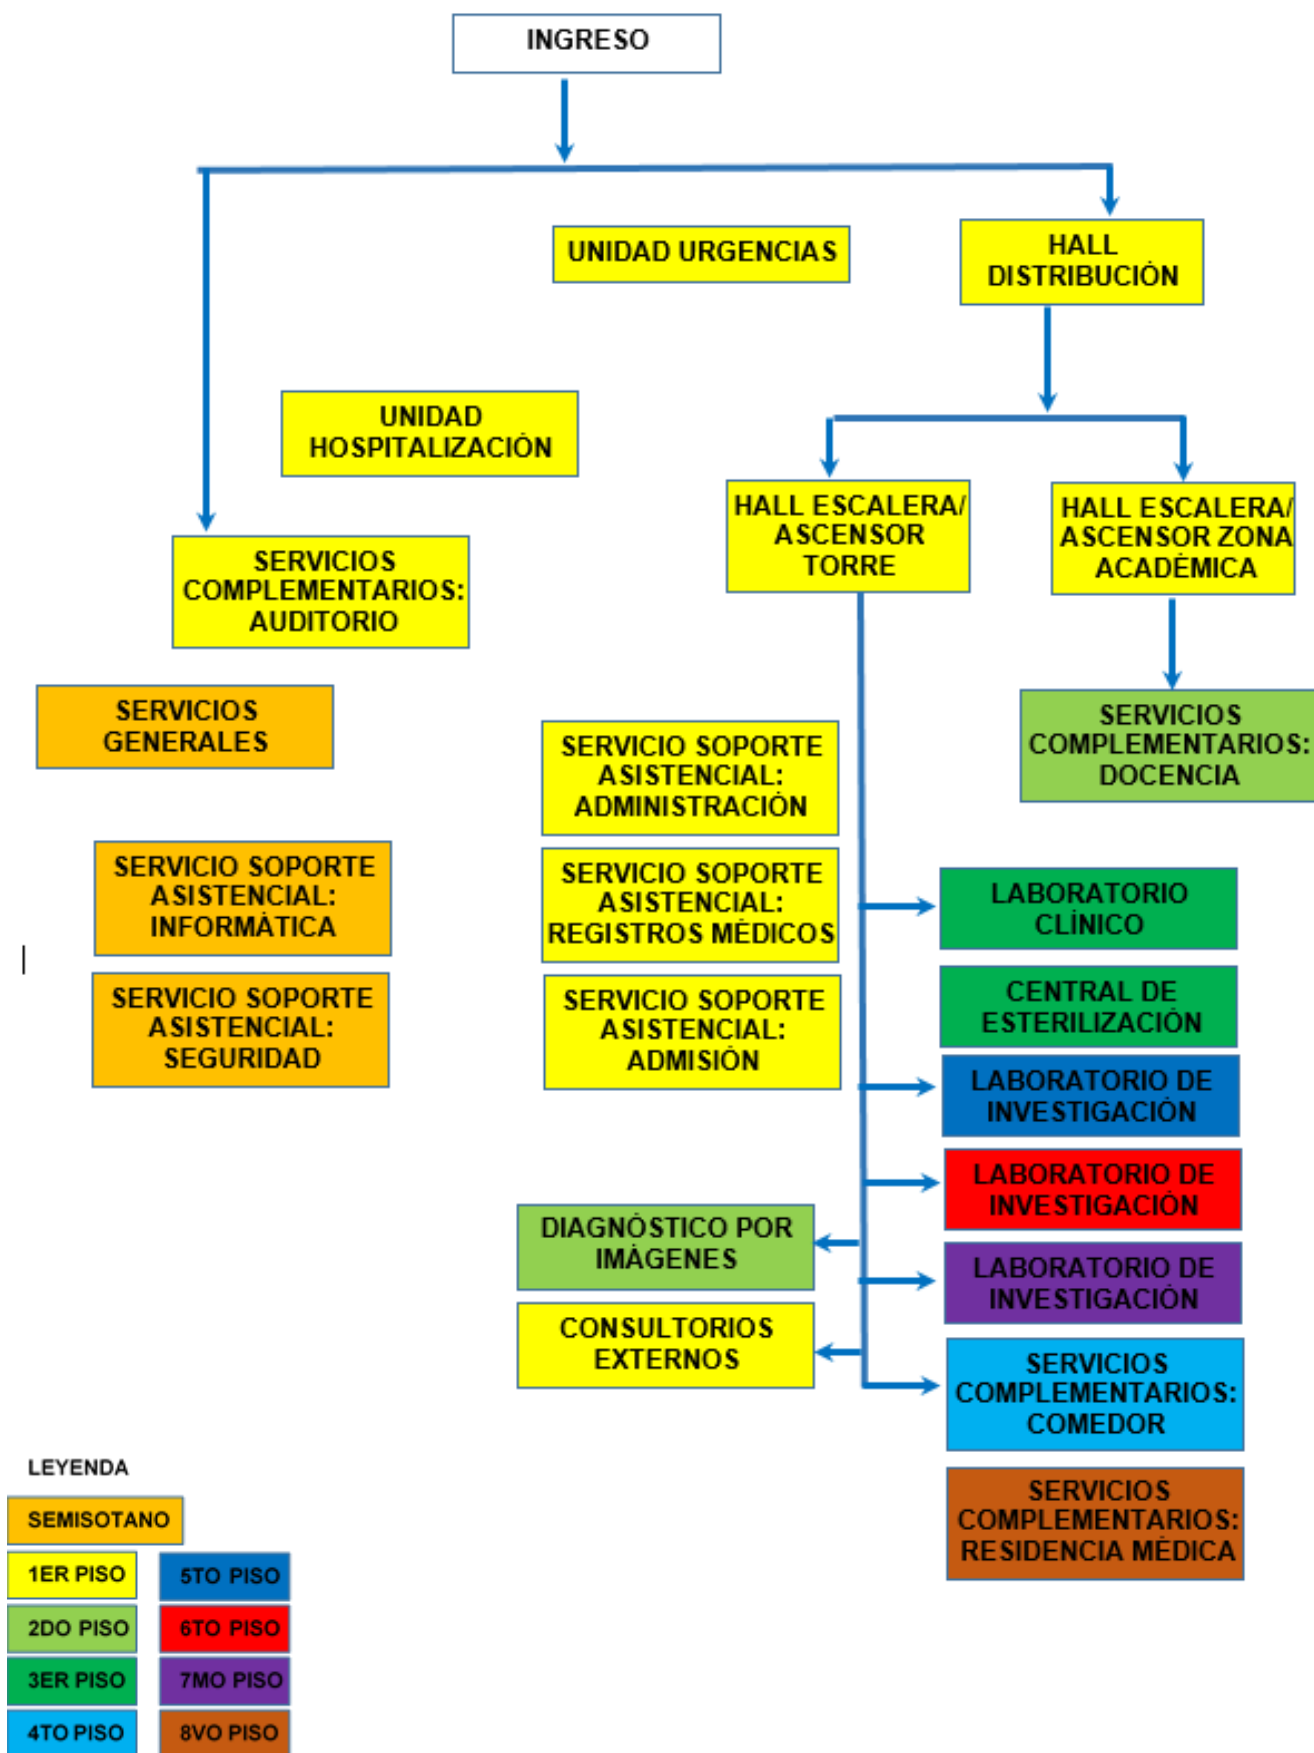 INGRESO
UNIDAD URGENCIAS
HALL
DISTRIBUCIÓN
UNIDAD
HOSPITALIZACIÓN
HALL ESCALERA/
ASCENSOR
TORRE
HALL ESCALERA/
ASCENSOR ZONA
ACADÉMICA
SERVICIOS
COMPLEMENTARIOS:
AUDITORIO
SERVICIOS
GENERALES
SERVICIOS
COMPLEMENTARIOS:
DOCENCIA
SERVICIO SOPORTE
ASISTENCIAL:
ADMINISTRACIÓN
SERVICIO SOPORTE
ASISTENCIAL:
INFORMÁTICA
SERVICIO SOPORTE
ASISTENCIAL:
REGISTROS MÉDICOS
LABORATORIO
CLÍNICO
SERVICIO SOPORTE
ASISTENCIAL:
SEGURIDAD
SERVICIO SOPORTE
ASISTENCIAL:
ADMISIÓN
CENTRAL DE
ESTERILIZACIÓN
LABORATORIO DE
INVESTIGACIÓN
LABORATORIO DE
INVESTIGACIÓN
DIAGNÓSTICO POR
IMÁGENES
LABORATORIO DE
INVESTIGACIÓN
CONSULTORIOS
EXTERNOS
SERVICIOS
COMPLEMENTARIOS:
COMEDOR
SERVICIOS
COMPLEMENTARIOS:
RESIDENCIA MÉDICA
LEYENDA
SEMISOTANO
1ER PISO
5TO PISO
2DO PISO
6TO PISO
3ER PISO
7MO PISO
4TO PISO
8VO PISO